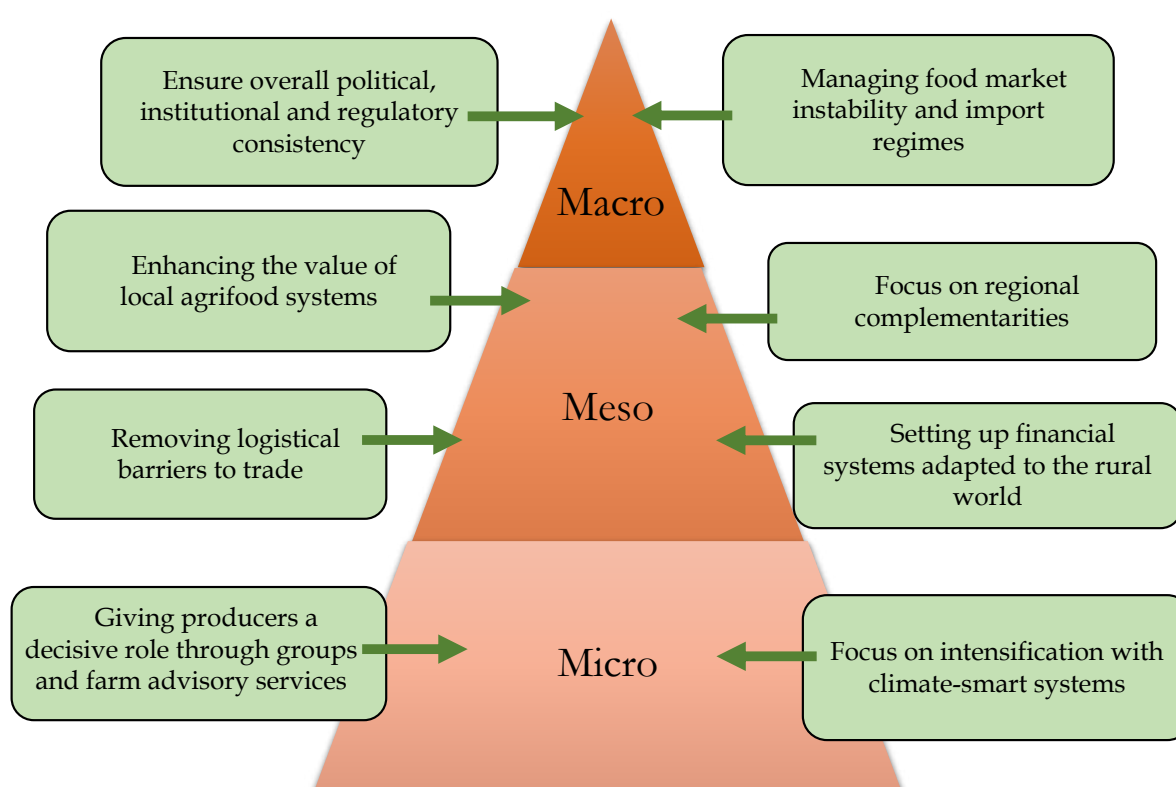 Ensure overall political,
institutional and regulatory
consistency
Managing food market
instability and import
regimes
Macro
Enhancing the value of
local agrifood systems
Focus on regional
complementarities
Meso
Removing logistical
barriers to trade
Setting up financial
systems adapted to the rural
world
Giving producers a
decisive role through groups
and farm advisory services
Micro
Focus on intensification with
climate-smart systems